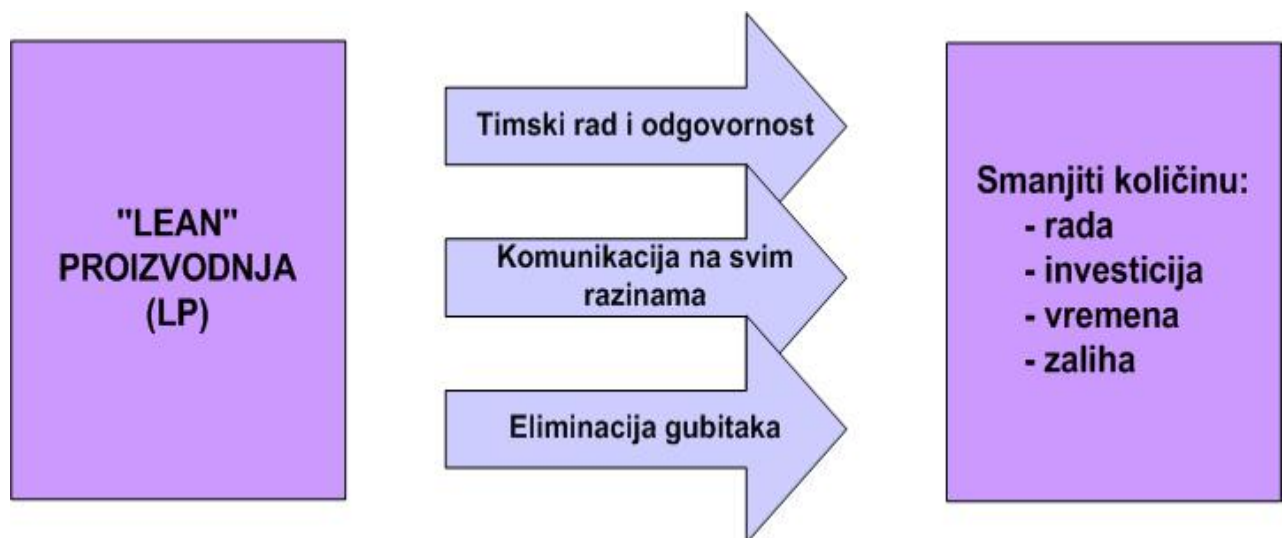 "LEAN"
PROIZVODNJA
(LP)
Timski rad i odgovornost
Komunikacija na svim
razinama
Eliminacija gubitaka
Smanjiti količinu:
- rada
- investicija
- vremena
- zaliha